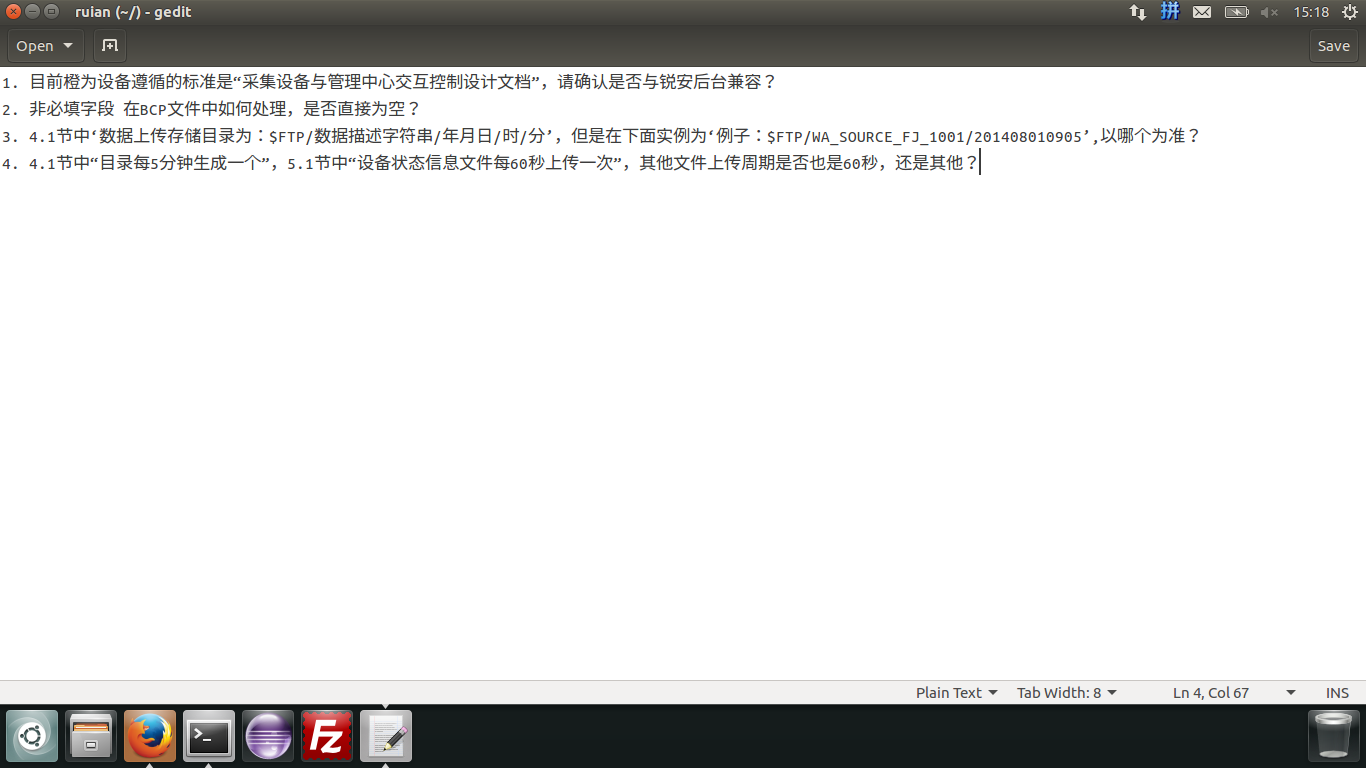 ruian (~/) - gedit
拼
15:18
Open
Save
1. 目前橙为设备遵循的标准是“采集设备与管理中心交互控制设计文档”，请确认是否与锐安后台兼容？
2. 非必填字段 在BCP文件中如何处理，是否直接为空？
3. 4.1节中‘数据上传存储目录为：$FTP/数据描述字符串/年月日/时/分’，但是在下面实例为‘例子：$FTP/WA_SOURCE_FJ_1001/201408010905’,以哪个为准？
4. 4.1节中“目录每5分钟生成一个”，5.1节中“设备状态信息文件每60秒上传一次”，其他文件上传周期是否也是60秒，还是其他？
Plain Text
Tab Width: 8
Ln 4, Col 67
INS
>_
Fz